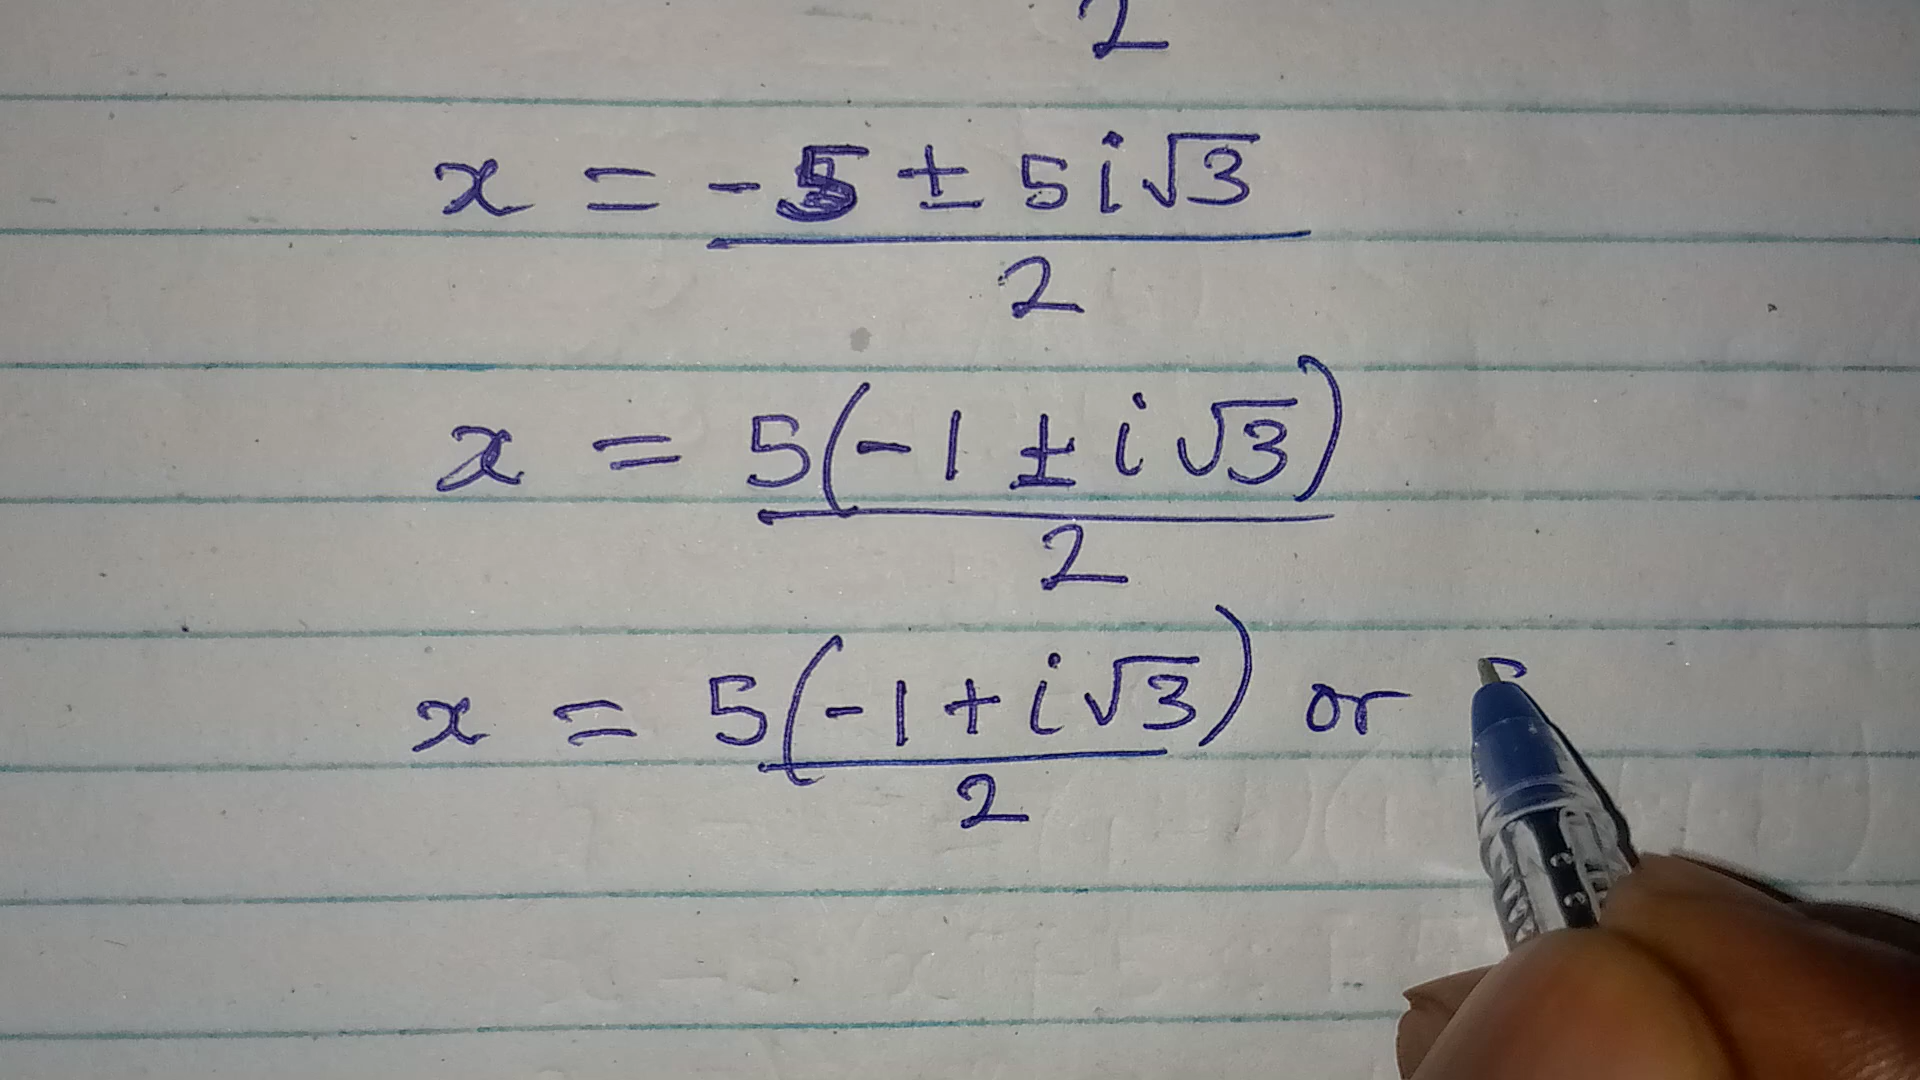 2
x = -5 ± 5i√3
2
x = 5(-1 ± i√3)
2
x = 5(-1 + i√3) or
2